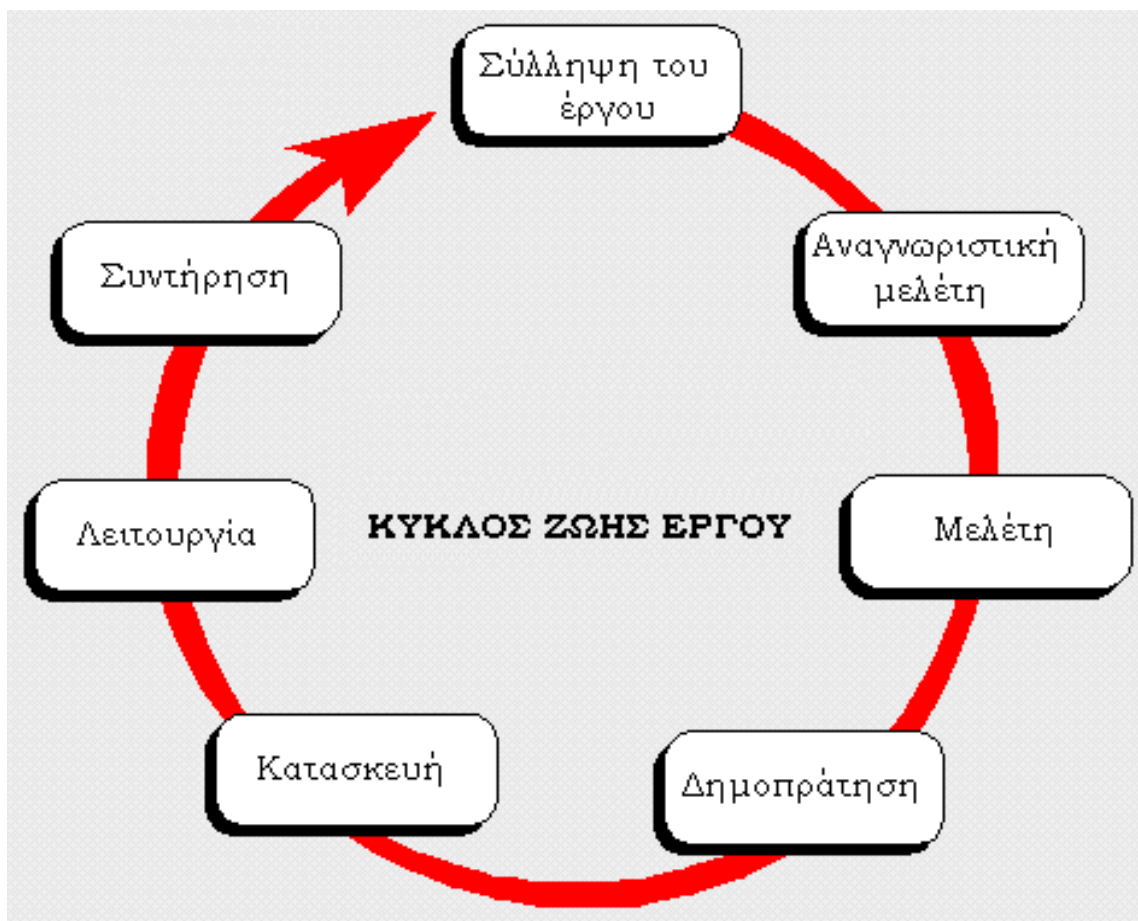 Σύλληψη του
έργου
Αναγνωριστική
μελέτη
Μελέτη
Δημοπράτηση
Κατασκευή
Λειτουργία
Συντήρηση
ΚΥΚΛΟΣ ΖΩΗΣ ΕΡΓΟΥ